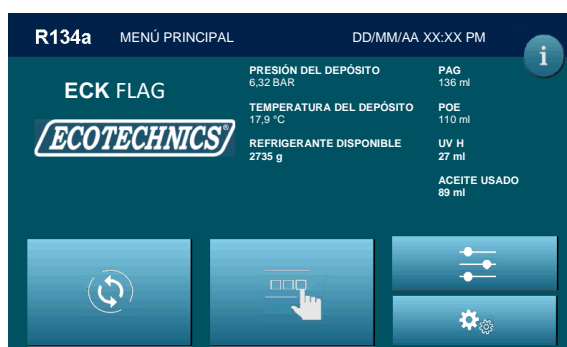 R134a MENÚ PRINCIPAL DD/MM/AA XX:XX PM
i
ECK FLAG
ECOTECHNICS®
PRESIÓN DEL DEPÓSITO
6,32 BAR
TEMPERATURA DEL DEPÓSITO
17,9 °C
REFRIGERANTE DISPONIBLE
2735 g
PAG
136 ml
POE
110 ml
UV H
27 ml
ACEITE USADO
89 ml